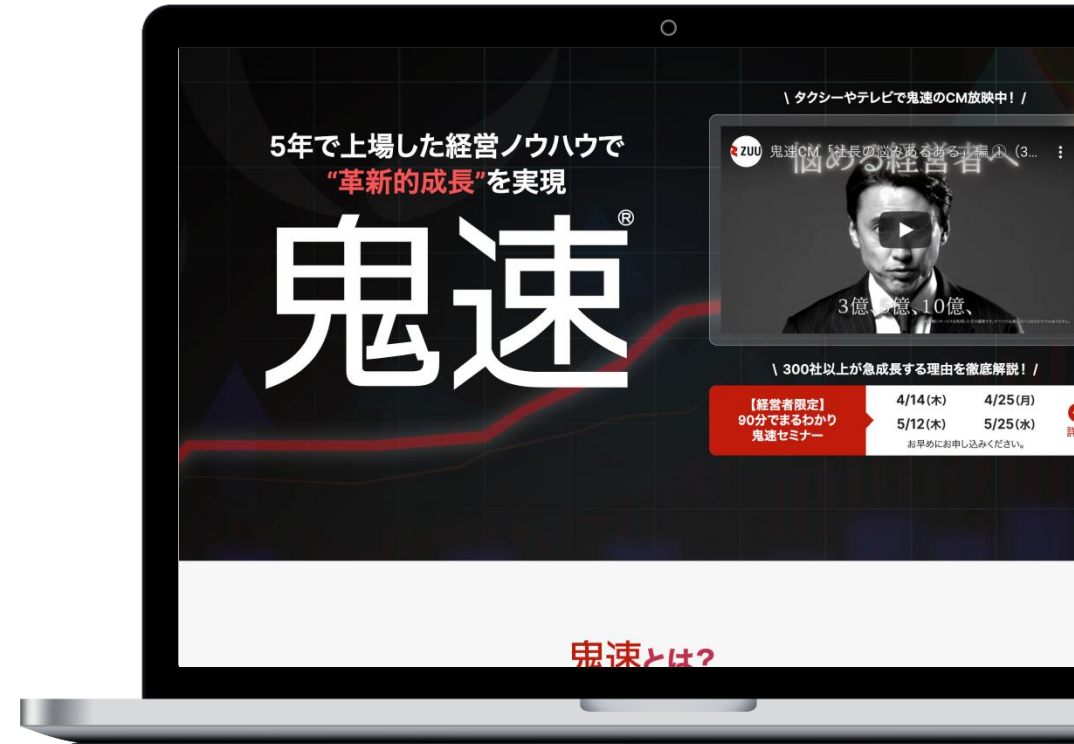 5年で上場した経営ノウハウで
“革新的成長”を実現
鬼速®
\ タクシーやテレビで鬼速のCM放映中！ /
ZUU 鬼速CM「社長の悩みあるある」編①（3...
悩める経営者へ
3億、5億、10億、
\ 300社以上が急成長する理由を徹底解説！ /
【経営者限定】
90分でまるわかり
鬼速セミナー
4/14(木) 4/25(月)
5/12(木) 5/25(水)
お早めにお申し込みください。
鬼速とは?